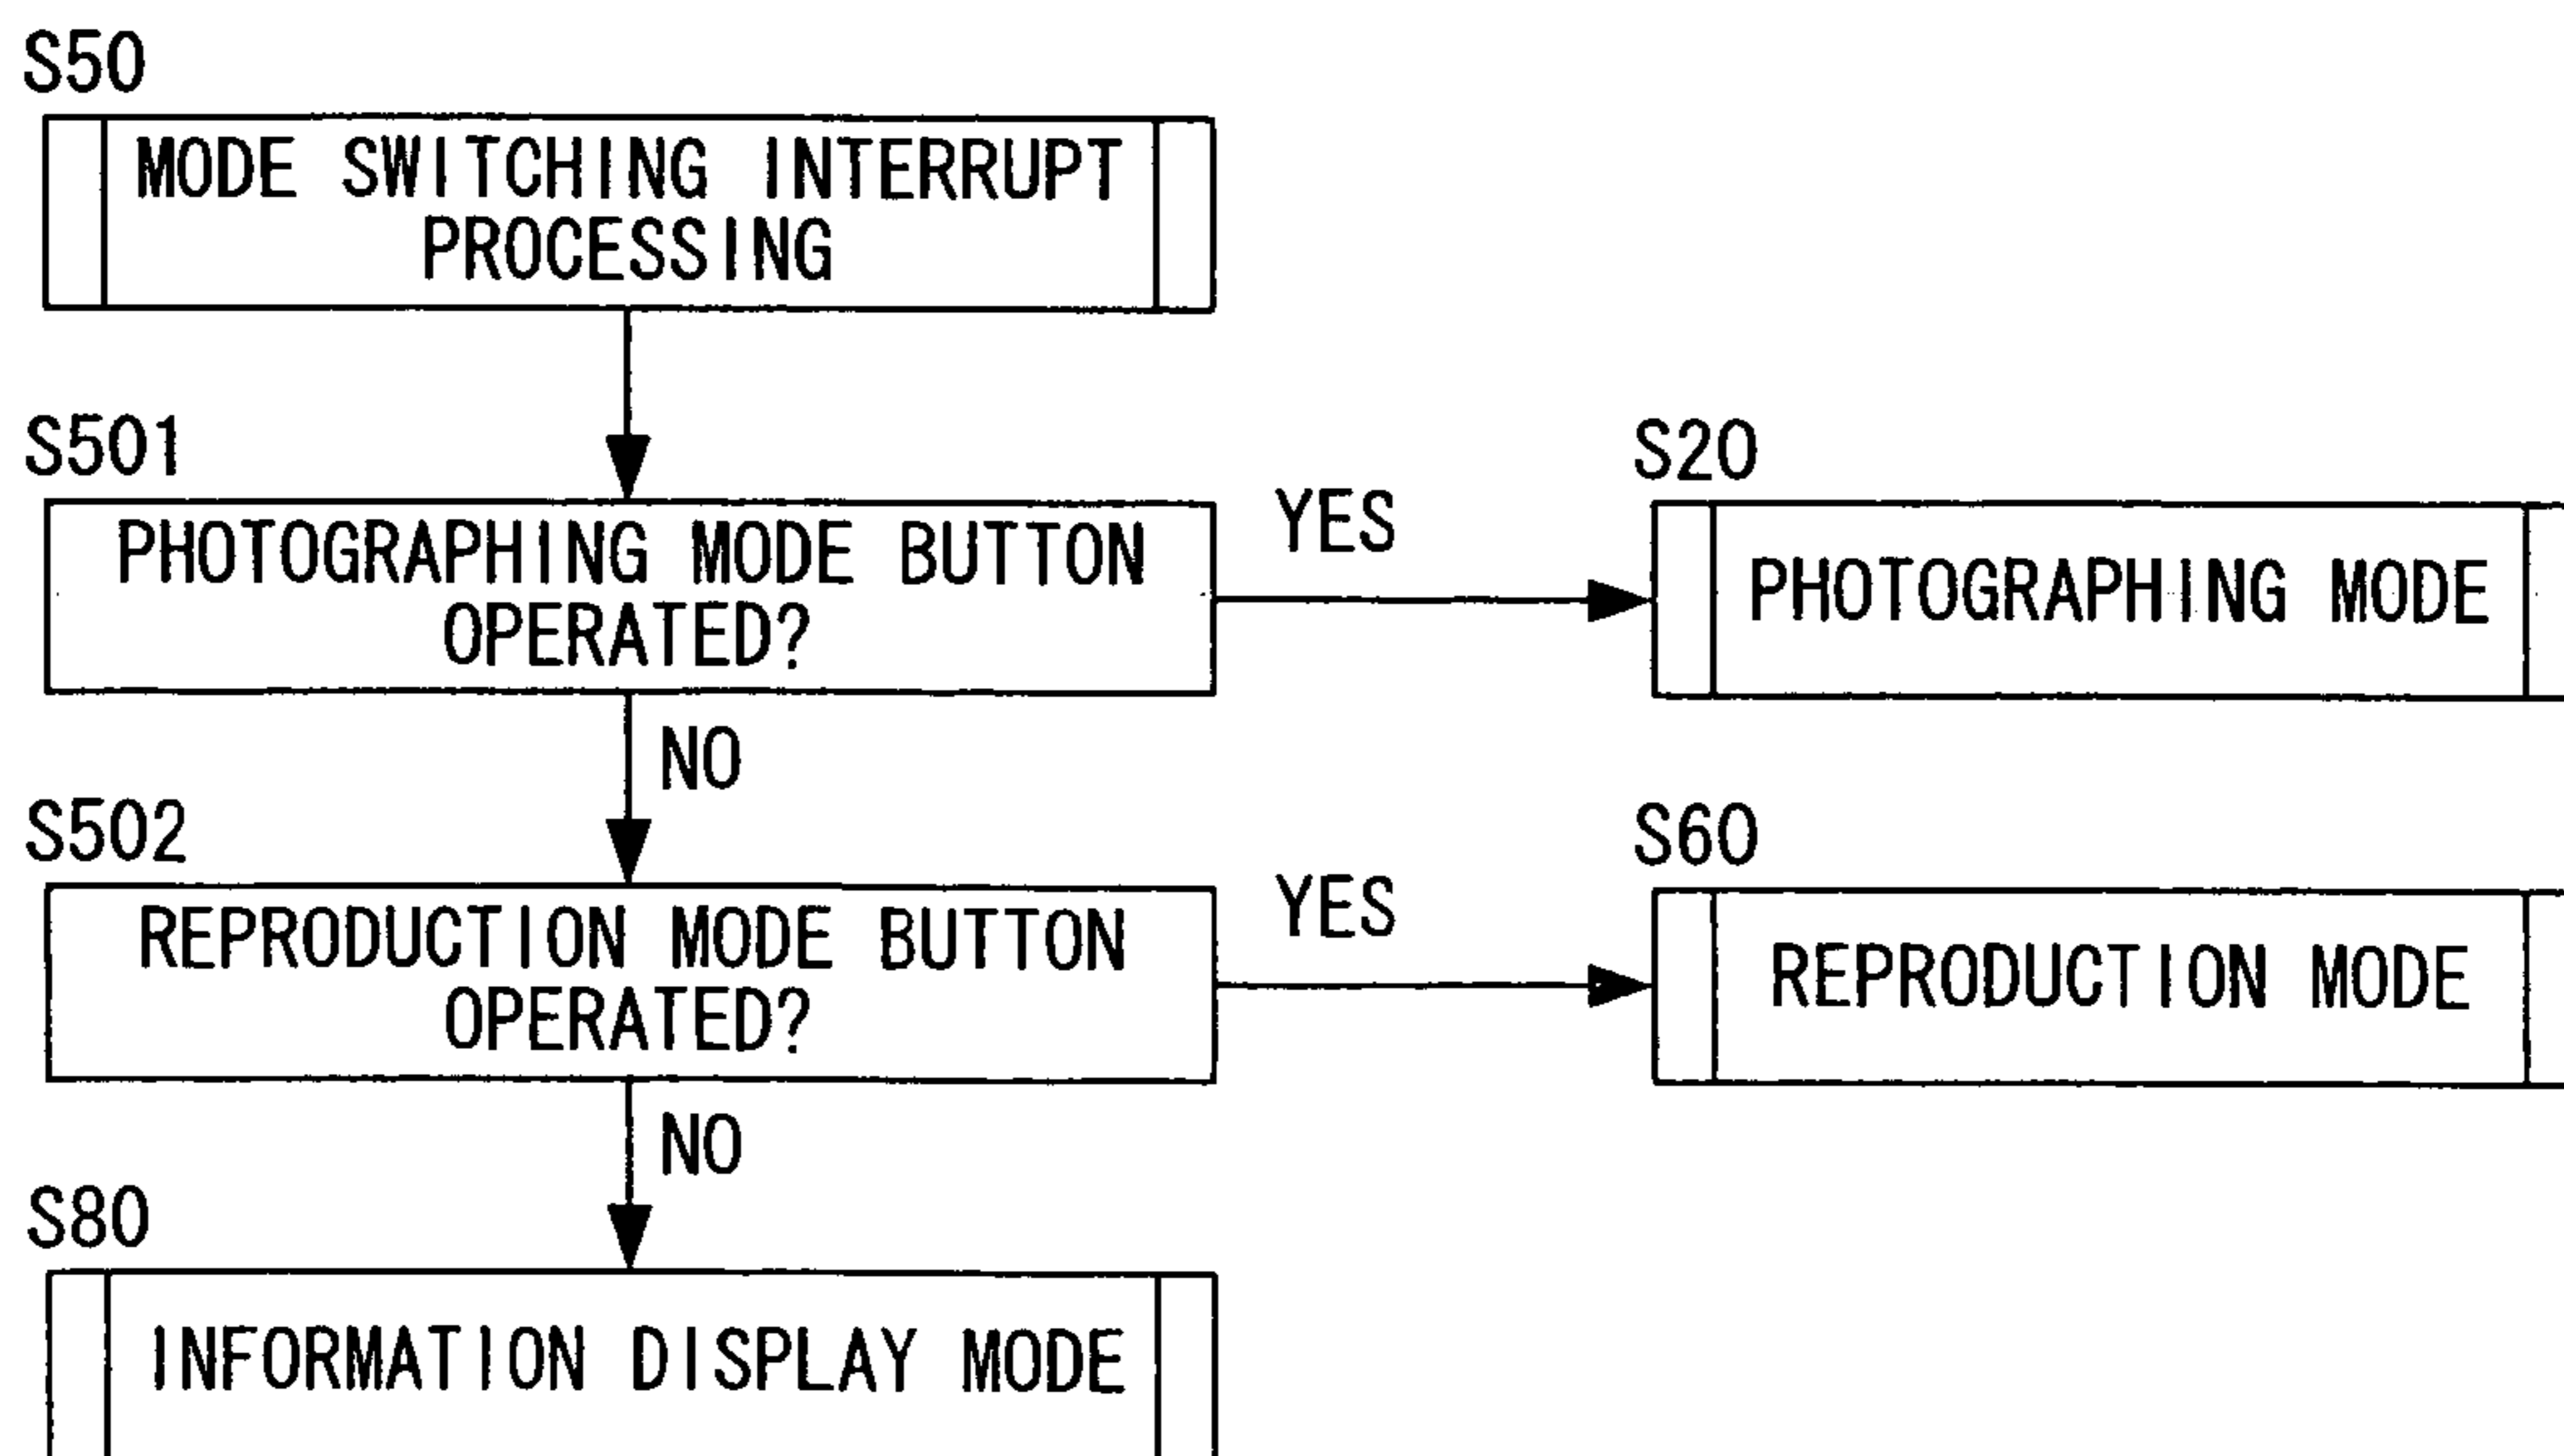 S50
MODE SWITCHING INTERRUPT
PROCESSING
S501
PHOTOGRAPHING MODE BUTTON
OPERATED?
YES
S20
PHOTOGRAPHING MODE
NO
S502
REPRODUCTION MODE BUTTON
OPERATED?
YES
S60
REPRODUCTION MODE
NO
S80
INFORMATION DISPLAY MODE